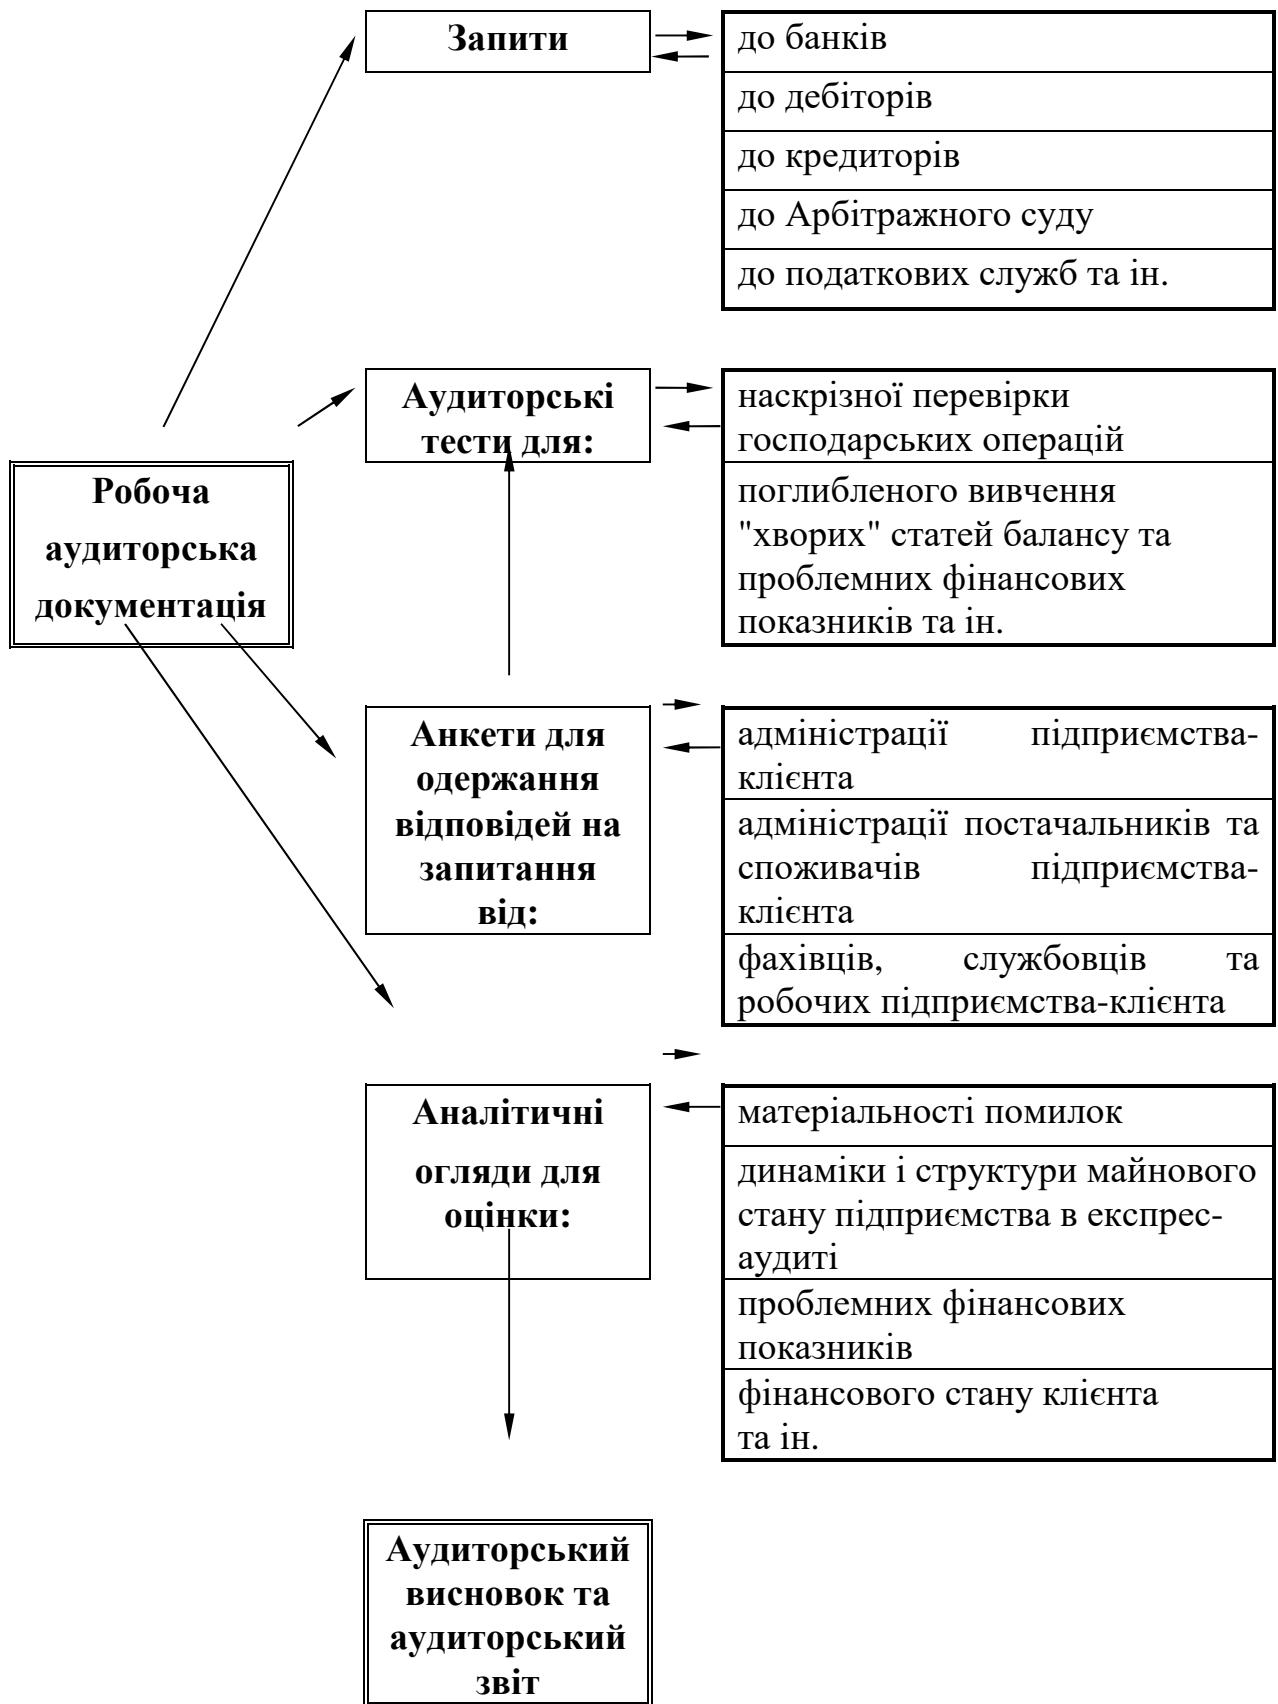 Запити
до банків
до дебіторів
до кредиторів
до Арбітражного суду
до податкових служб та ін.
Аудиторські
тести для:
наскрізної перевірки
господарських операцій
поглибленого вивчення
"хворих" статей балансу та
проблемних фінансових
показників та ін.
Робоча
аудиторська
документація
Анкети для
одержання
відповідей на
запитання
від:
адміністрації підприємства-
клієнта
адміністрації постачальників та
споживачів підприємства-
клієнта
фахівців, службовців та
робочих підприємства-клієнта
Аналітичні
огляди для
оцінки:
матеріальності помилок
динаміки і структури майнового
стану підприємства в експрес-
аудиті
проблемних фінансових
показників
фінансового стану клієнта
та ін.
Аудиторський
висновок та
аудиторський
звіт